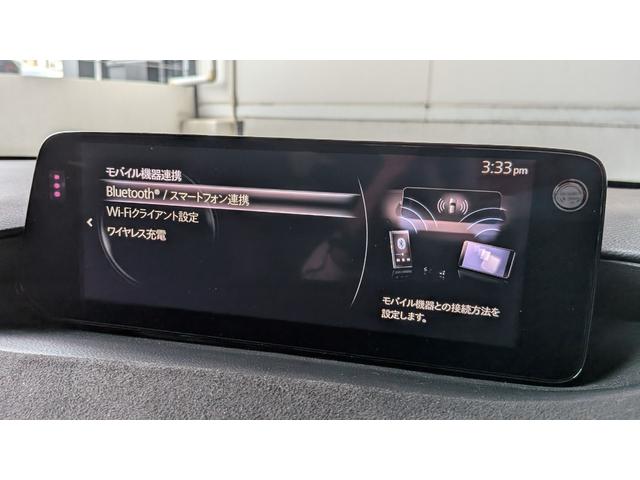 3:33pm
モバイル機器連携
Bluetooth® / スマートフォン連携
Wi-Fiクライアント設定
ワイヤレス充電
モバイル機器との接続方法を
設定します。